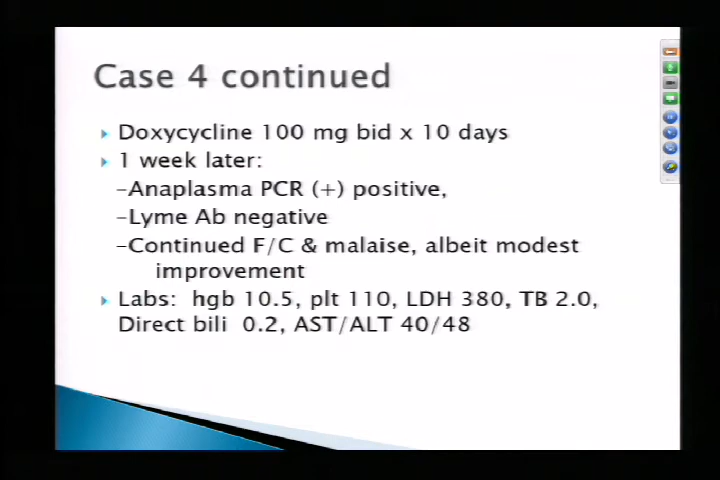 Case 4 continued
Doxycycline 100 mg bid x 10 days
1 week later:
-Anaplasma PCR (+) positive,
-Lyme Ab negative
-Continued F/C & malaise, albeit modest
improvement
Labs: hgb 10.5, plt 110, LDH 380, TB 2.0,
Direct bili 0.2, AST/ALT 40/48